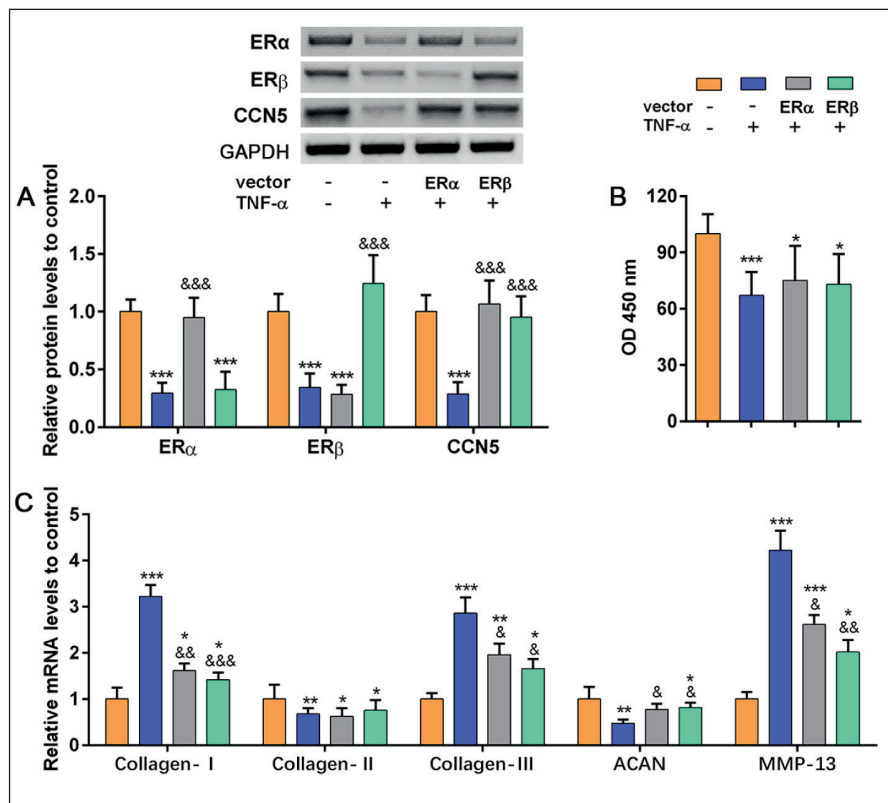 ERα
ERβ
CCN5
GAPDH
vector - - ERα ERβ
TNF-α - + + +
vector - - ERα ERβ
TNF-α - + + +
A
Relative protein levels to control
2.0
1.5
1.0
0.5
0.0
*** &&& ***
*** *** &&&
*** &&& &&&
ERα ERβ CCN5
B
OD 450 nm
120
90
60
30
0
*** * *
C
Relative mRNA levels to control
5
4
3
2
1
0
*** * && * &&&
** * *
*** ** & * &
** & * &
*** *** & * &&
Collagen- I Collagen- II Collagen-III ACAN MMP-13